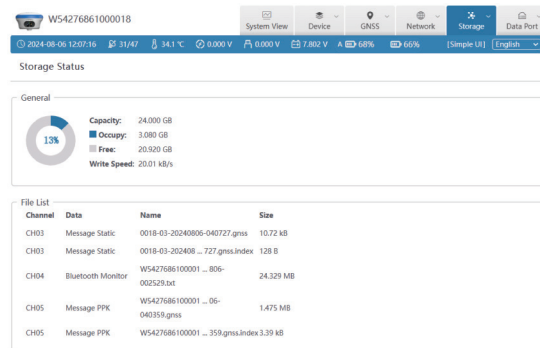 W54276861000018
System View
Device
GNSS
Network
Storage
Data Port
2024-08-06 12:07:16 31/47 34.1 ℃ 0.000 V 0.000 V 7.802 V A 68% 66% [Simple UI] English
Storage Status
General
13%
Capacity: 24.000 GB
Occupy: 3.080 GB
Free: 20.920 GB
Write Speed: 20.01 kB/s
File List
Channel Data Name Size
CH03 Message Static 0018-03-20240806-040727.gnss 10.72 kB
CH03 Message Static 0018-03-202408 ... 727.gnss.index 128 B
CH04 Bluetooth Monitor W5427686100001 ... 806-
002529.txt 24.329 MB
CH05 Message PPK W5427686100001 ... 06-
040359.gnss 1.475 MB
CH05 Message PPK W5427686100001 ... 359.gnss.index 3.39 kB